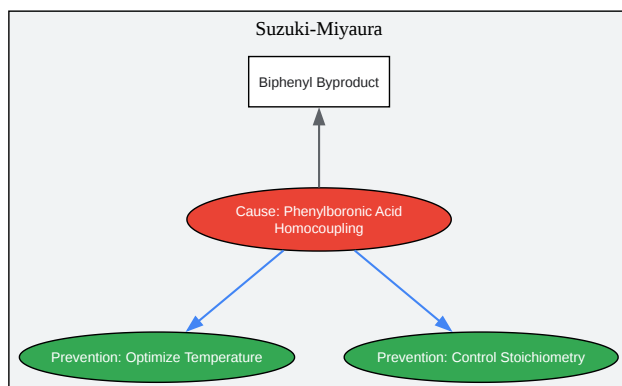 Suzuki-Miyaura
Biphenyl Byproduct
Cause: Phenylboronic Acid
Homocoupling
Prevention: Optimize Temperature
Prevention: Control Stoichiometry